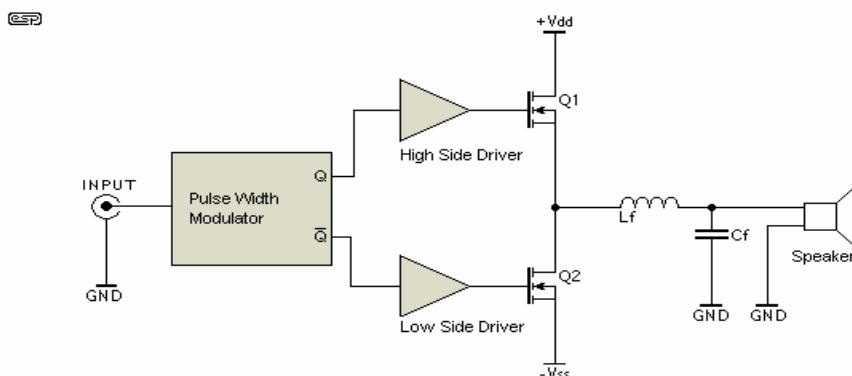 esp
+Vdd
Q1
High Side Driver
INPUT
Pulse Width
Modulator
Q
Q̅
GND
Lf
Cf
Speaker
Q2
GND
GND
Low Side Driver
-Vss